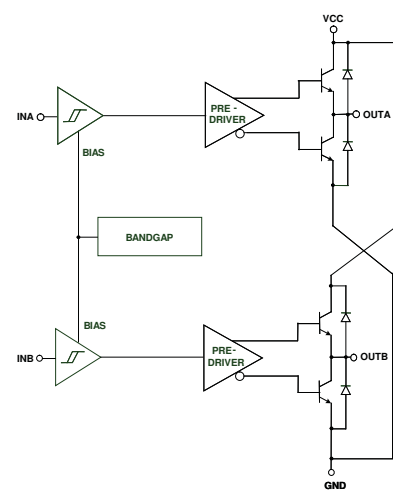 VCC
INA
PRE -
DRIVER
OUTA
BIAS
BANDGAP
BIAS
INB
PRE-
DRIVER
OUTB
GND